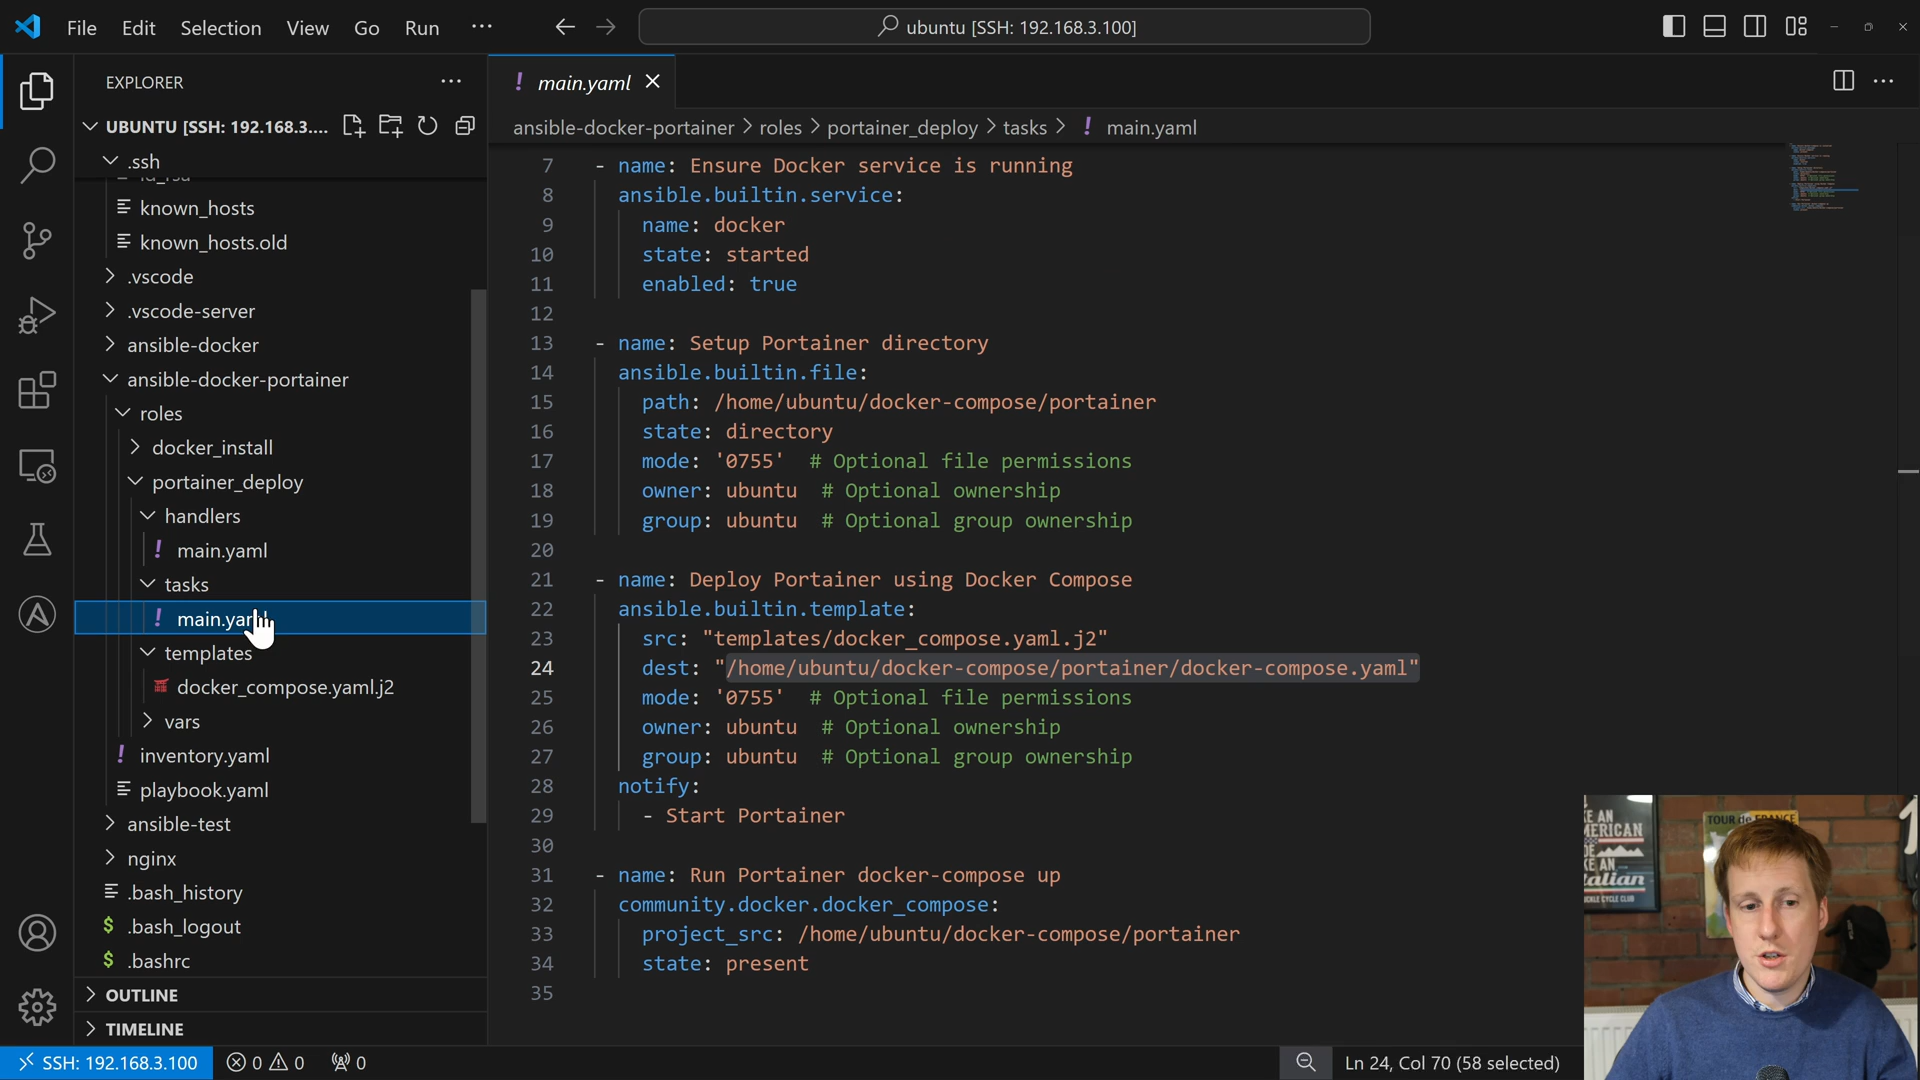 File Edit Selection View Go Run ···
ubuntu [SSH: 192.168.3.100]
EXPLORER
UBUNTU [SSH: 192.168.3....
.ssh
id_rsa
known_hosts
known_hosts.old
.vscode
.vscode-server
ansible-docker
ansible-docker-portainer
roles
docker_install
portainer_deploy
handlers
main.yaml
tasks
main.yaml
templates
docker_compose.yaml.j2
vars
inventory.yaml
playbook.yaml
ansible-test
nginx
.bash_history
.bash_logout
.bashrc
OUTLINE
TIMELINE
main.yaml
ansible-docker-portainer > roles > portainer_deploy > tasks > ! main.yaml
7 - name: Ensure Docker service is running
8 ansible.builtin.service:
9 name: docker
10 state: started
11 enabled: true
12
13 - name: Setup Portainer directory
14 ansible.builtin.file:
15 path: /home/ubuntu/docker-compose/portainer
16 state: directory
17 mode: '0755' # Optional file permissions
18 owner: ubuntu # Optional ownership
19 group: ubuntu # Optional group ownership
20
21 - name: Deploy Portainer using Docker Compose
22 ansible.builtin.template:
23 src: "templates/docker_compose.yaml.j2"
24 dest: "/home/ubuntu/docker-compose/portainer/docker-compose.yaml"
25 mode: '0755' # Optional file permissions
26 owner: ubuntu # Optional ownership
27 group: ubuntu # Optional group ownership
28 notify:
29 - Start Portainer
30
31 - name: Run Portainer docker-compose up
32 community.docker.docker_compose:
33 project_src: /home/ubuntu/docker-compose/portainer
34 state: present
35
TOUR de FRANCE
SSH: 192.168.3.100
0 0 0
Ln 24, Col 70 (58 selected)